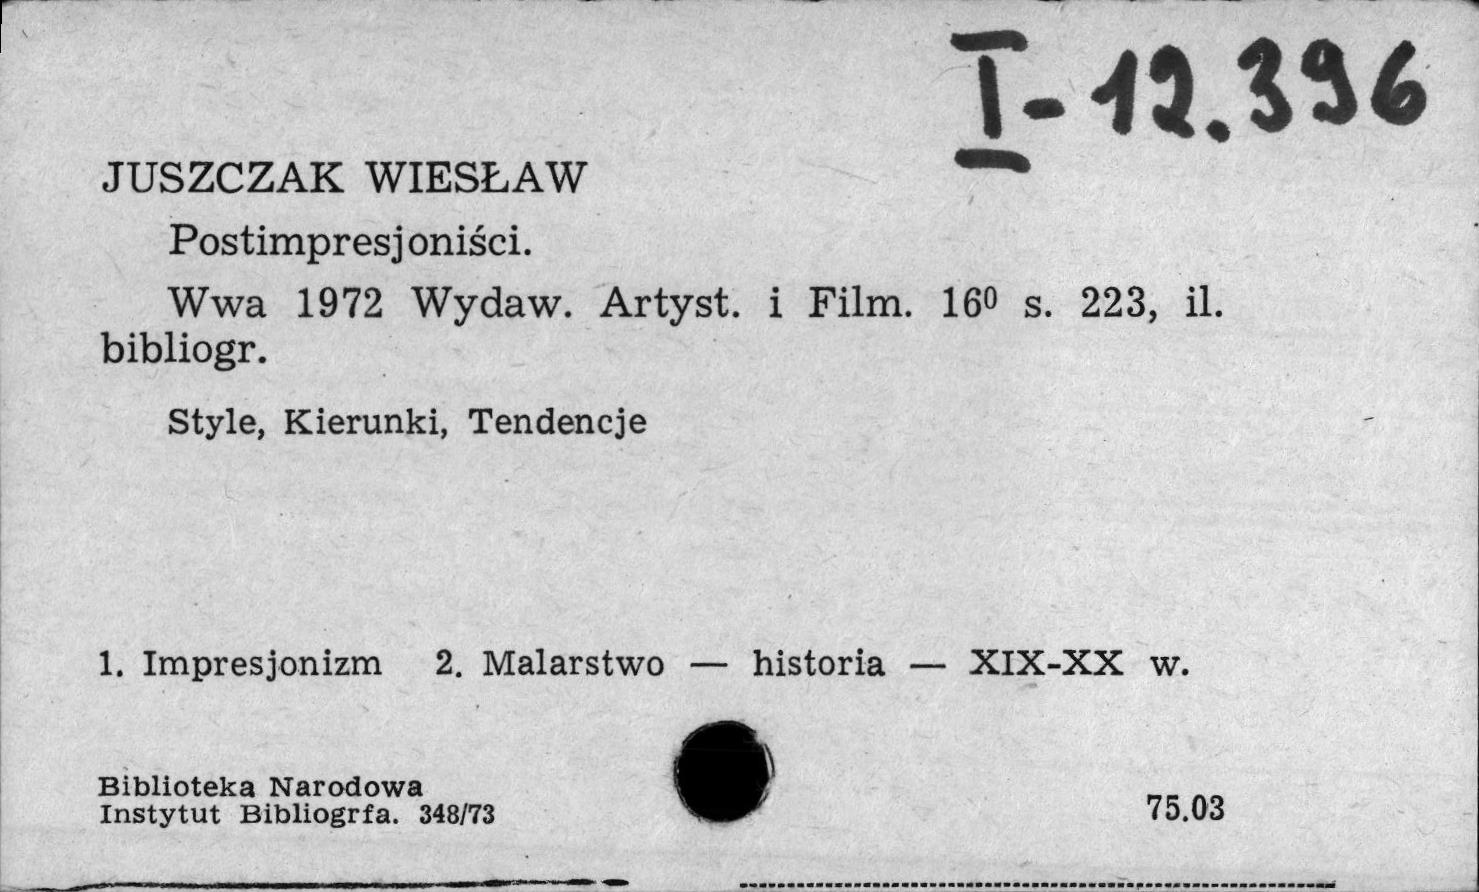 I-12.396
JUSZCZAK WIESŁAW
Postimpresjoniści.
Wwa 1972 Wydaw. Artyst. i Film. 16⁰ s. 223, il.
bibliogr.
Style, Kierunki, Tendencje
1. Impresjonizm 2. Malarstwo — historia — XIX-XX w.
Biblioteka Narodowa
Instytut Bibliogrfa. 348/73
75.03